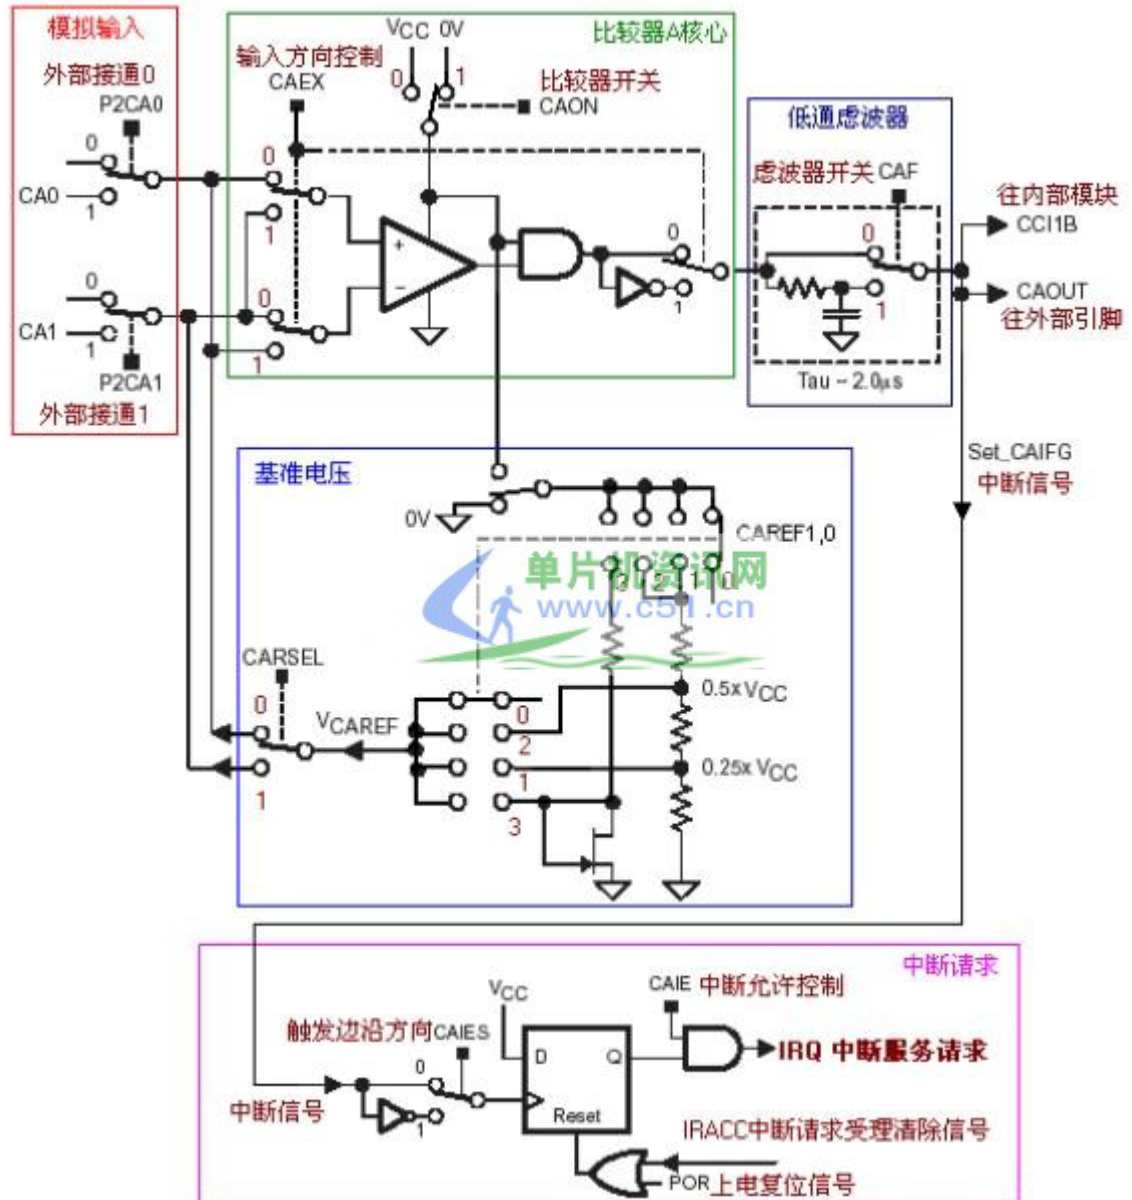 模拟输入
外部接通0
P2CA0
0
CA0
1
0
CA1
1
P2CA1
外部接通1
比较器A核心
VCC 0V
输入方向控制
CAEX
0
1
比较器开关
CAON
0
1
0
1
+
−
0
1
低通虑波器
虑波器开关 CAF
0
1
Tau ~ 2.0µs
往内部模块
CCI1B
CAOUT
往外部引脚
Set_CAIFG
中断信号
基准电压
0V
CAREF1,0
3
2
1
0
单片机资讯网
www.c51.cn
CARSEL
0
1
VCAREF
0
2
1
3
0.5x VCC
0.25x VCC
中断请求
VCC
CAIE 中断允许控制
触发边沿方向CAIES
0
1
D
Q
Reset
IRQ 中断服务请求
中断信号
IRACC中断请求受理清除信号
POR上电复位信号